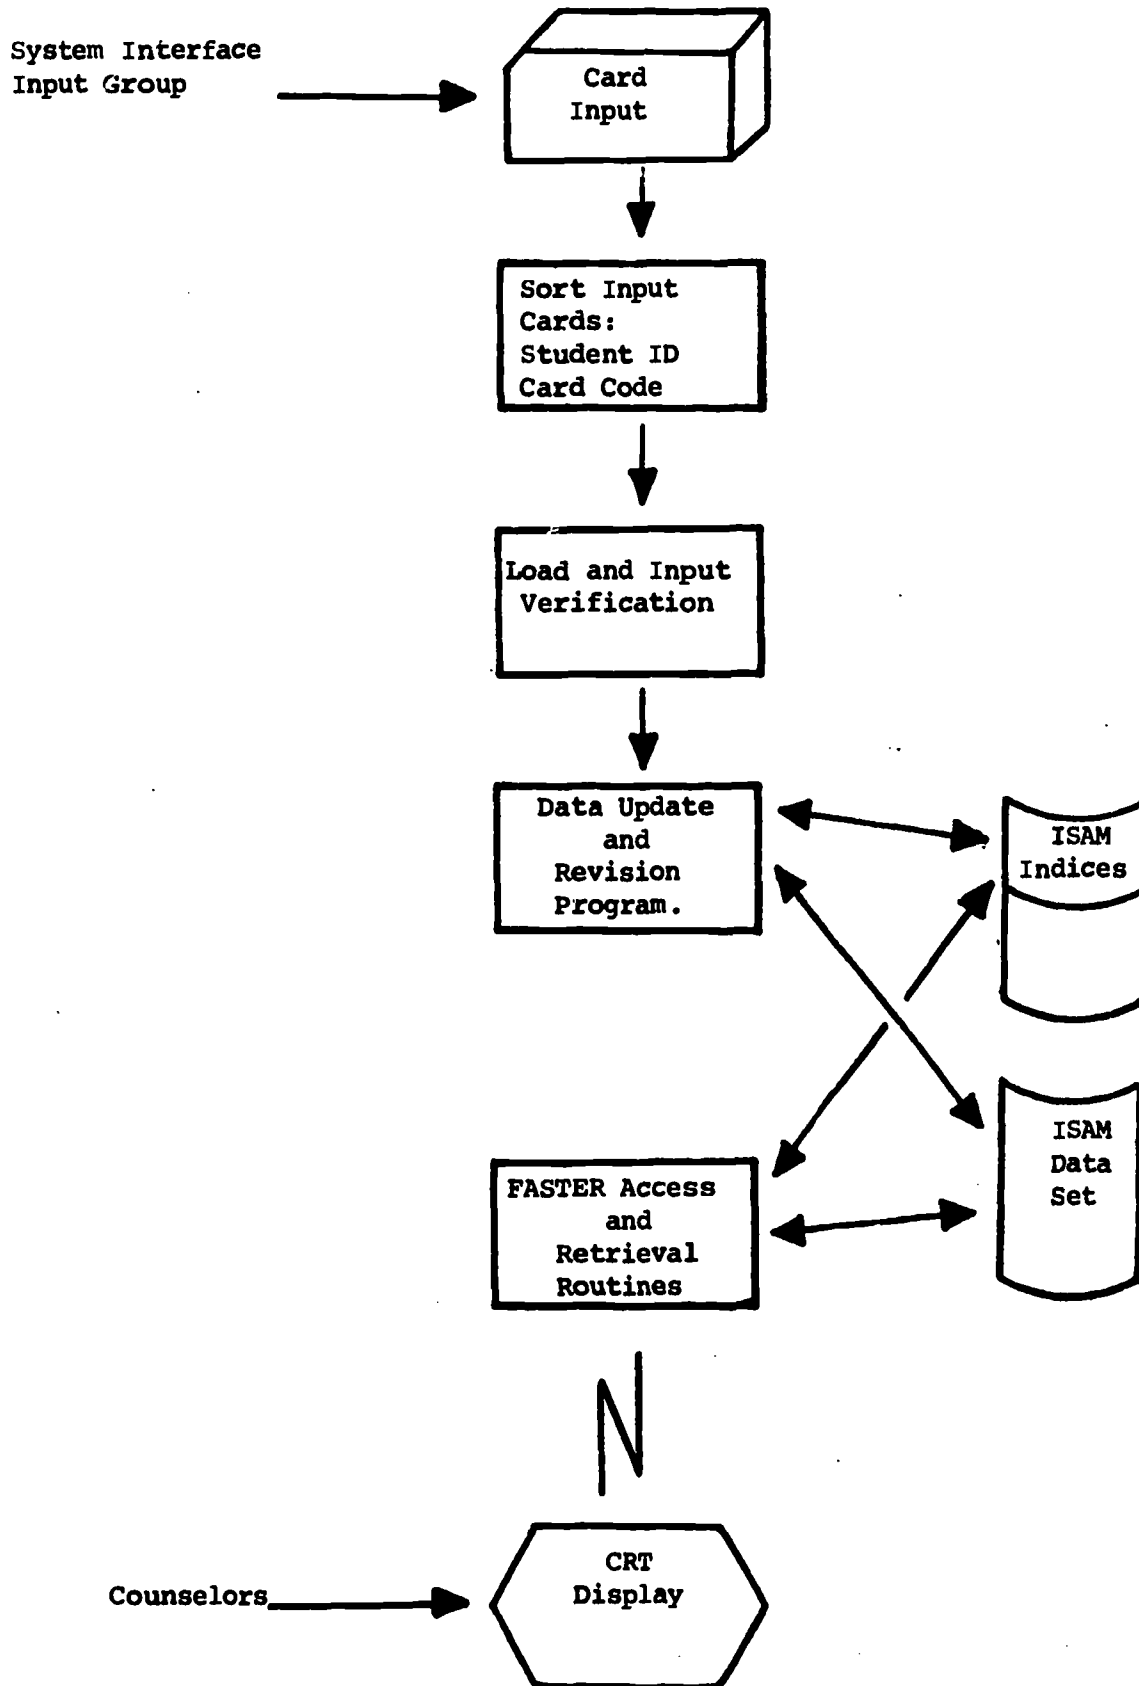 System Interface
Input Group
Card
Input
Sort Input
Cards:
Student ID
Card Code
Load and Input
Verification
Data Update
and
Revision
Program.
ISAM
Indices
ISAM
Data
Set
FASTER Access
and
Retrieval
Routines
CRT
Display
Counselors